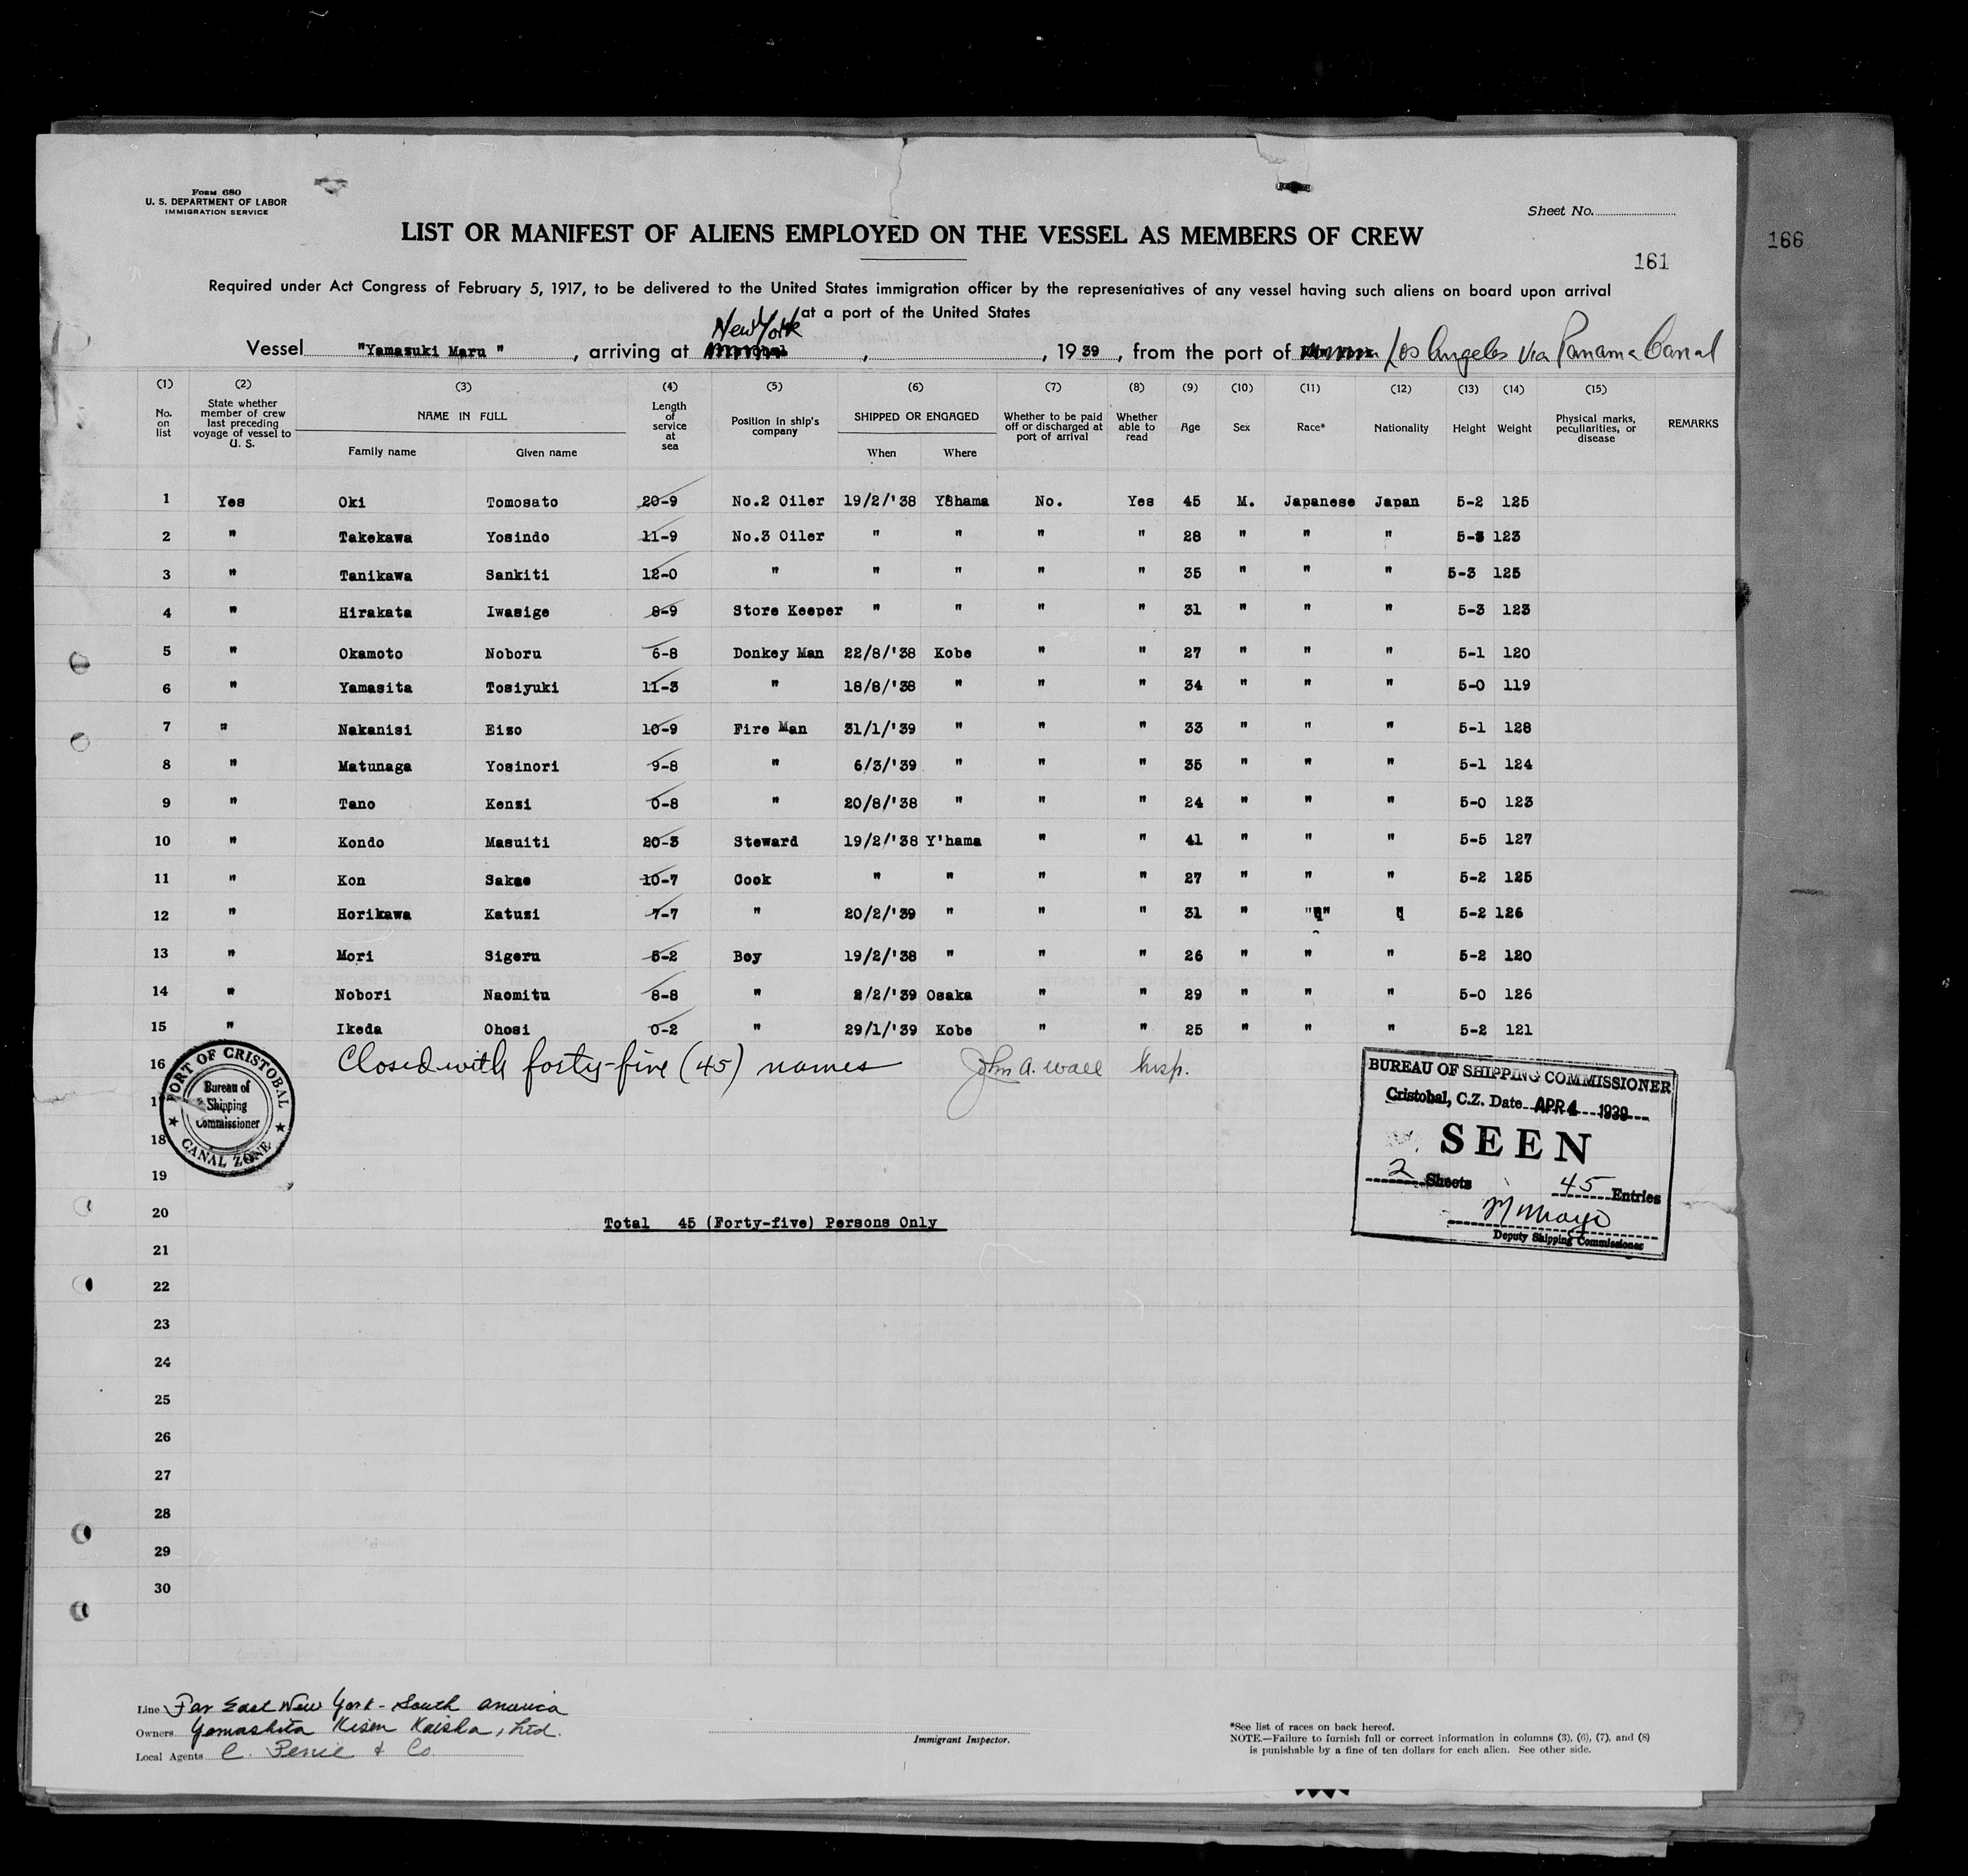 Form 680
U. S. DEPARTMENT OF LABOR
IMMIGRATION SERVICE
Sheet No.
LIST OR MANIFEST OF ALIENS EMPLOYED ON THE VESSEL AS MEMBERS OF CREW
166
161
Required under Act Congress of February 5, 1917, to be delivered to the United States immigration officer by the representatives of any vessel having such aliens on board upon arrival
at a port of the United States
New York
Vessel "Yamazuki Maru ", arriving at , , 19 39, from the port of Los Angeles via Panama Canal
(1) (2) (3) (4) (5) (6) (7) (8) (9) (10) (11) (12) (13) (14) (15)
No. on list State whether member of crew last preceding voyage of vessel to U. S. NAME IN FULL Length of service at sea Position in ship's company SHIPPED OR ENGAGED Whether to be paid off or discharged at port of arrival Whether able to read Age Sex Race* Nationality Height Weight Physical marks, peculiarities, or disease REMARKS
Family name Given name When Where
1 Yes Oki Tomosato 20-9 No.2 Oiler 19/2/'38 Y'hama No. Yes 45 M. Japanese Japan 5-2 125
2 " Takekawa Yosindo 11-9 No.3 Oiler " " " " 28 " " " 5-3 123
3 " Tanikawa Sankiti 12-0 " " " " " 35 " " " 5-3 125
4 " Hirakata Iwasige 8-9 Store Keeper " " " " 31 " " " 5-3 123
5 " Okamoto Noboru 6-8 Donkey Man 22/8/'38 Kobe " " 27 " " " 5-1 120
6 " Yamasita Tosiyuki 11-3 " 18/8/'38 " " " 34 " " " 5-0 119
7 " Nakanisi Eizo 10-9 Fire Man 31/1/'39 " " " 33 " " " 5-1 128
8 " Matunaga Yosinori 9-8 " 6/3/'39 " " " 35 " " " 5-1 124
9 " Tano Kenzi 0-8 " 20/8/'38 " " " 24 " " " 5-0 123
10 " Kondo Masuiti 20-3 Steward 19/2/'38 Y'hama " " 41 " " " 5-5 127
11 " Kon Sakae 10-7 Cook " " " " 27 " " " 5-2 125
12 " Horikawa Katuzi 7-7 " 20/2/'39 " " " 31 " " " 5-2 126
13 " Mori Sigeru 5-2 Boy 19/2/'38 " " " 26 " " " 5-2 120
14 " Nobori Naomitu 8-8 " 2/2/'39 Osaka " " 29 " " " 5-0 126
15 " Ikeda Ohosi 0-2 " 29/1/'39 Kobe " " 25 " " " 5-2 121
16 Closed with forty-five (45) names John A. Wall Insp.
17
18
19
20 Total 45 (Forty-five) Persons Only
21
22
23
24
25
26
27
28
29
30
PORT OF CRISTOBAL
Bureau of
Shipping
Commissioner
★ CANAL ZONE ★
BUREAU OF SHIPPING COMMISSIONER
Cristobal, C.Z. Date APR 4 1939
SEEN
2 Sheets 45 Entries
Deputy Shipping Commissioner
Line Far East New York - South America
Owners Yamashita Kisen Kaisha, Ltd.
Local Agents C. Fenie & Co.
Immigrant Inspector.
*See list of races on back hereof.
NOTE.—Failure to furnish full or correct information in columns (3), (6), (7), and (8)
is punishable by a fine of ten dollars for each alien. See other side.